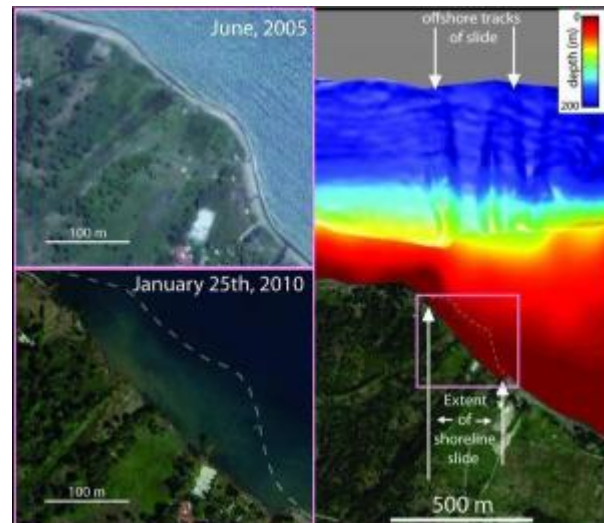 June, 2005
100 m
January 25th, 2010
100 m
offshore tracks
of slide
0
depth (m)
200
Extent
of
shoreline
slide
500 m